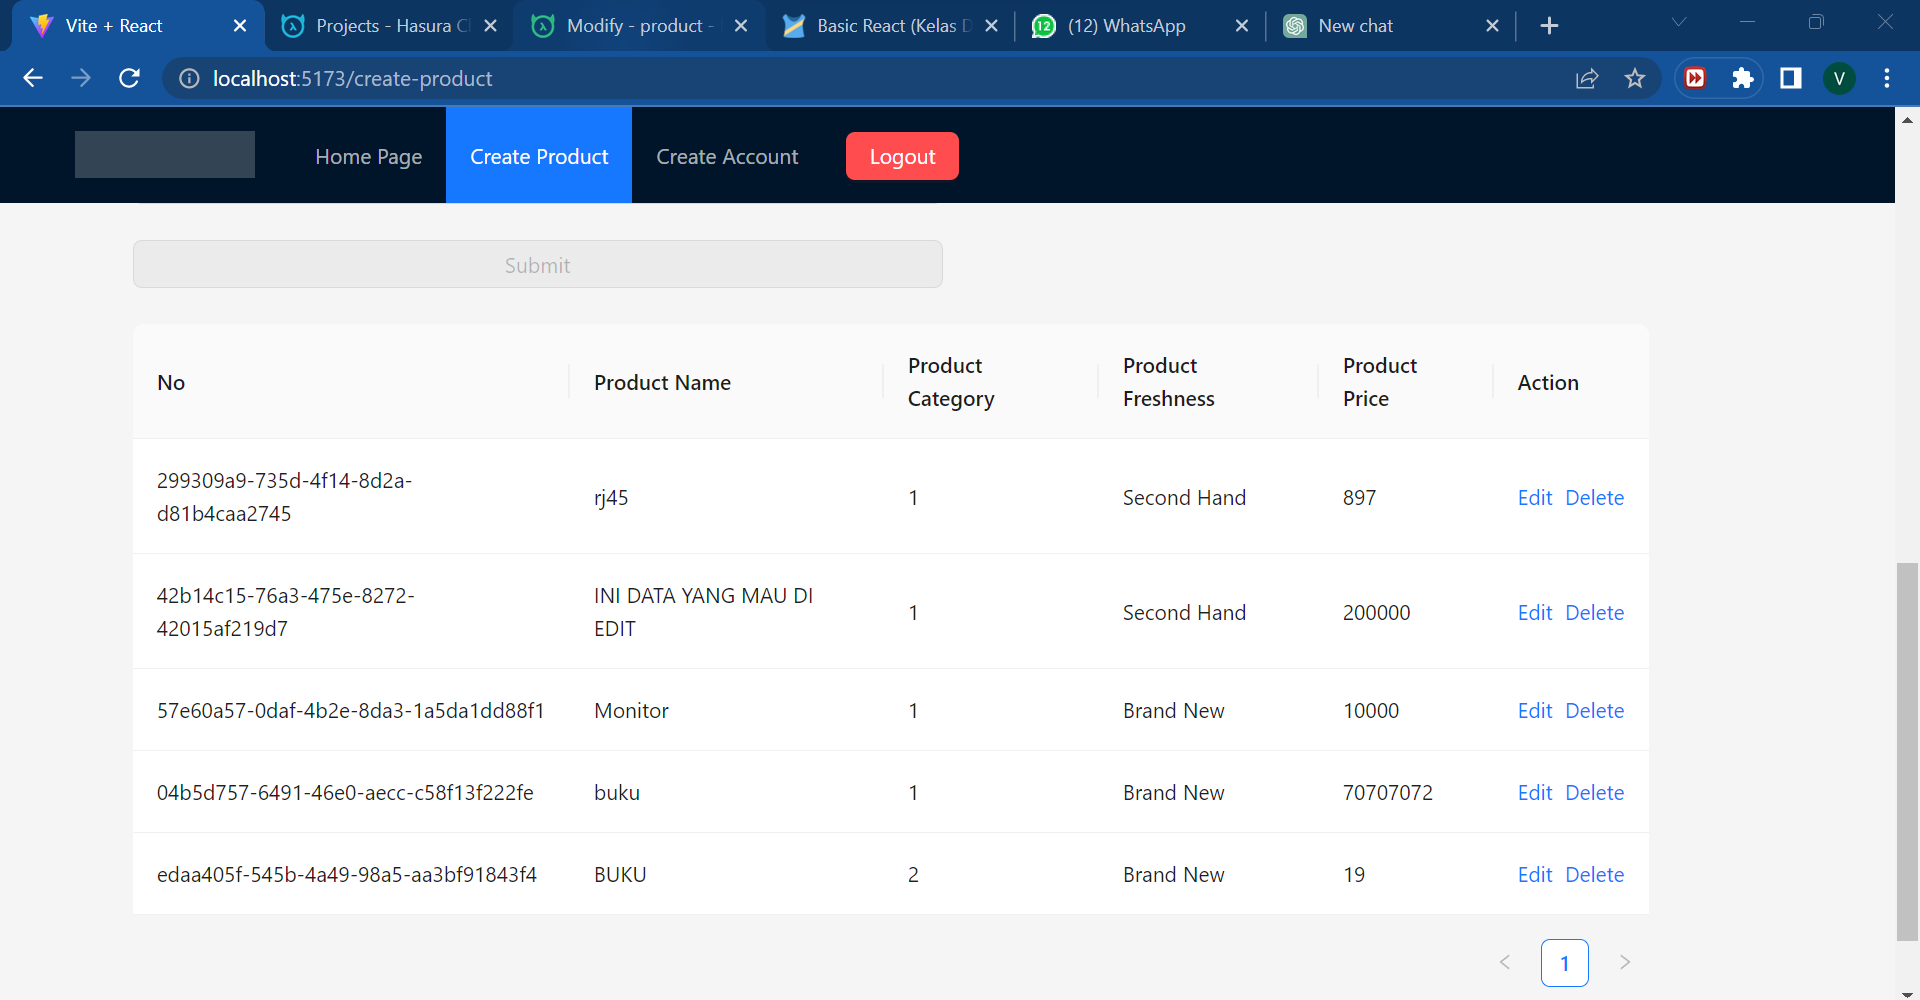 Vite + React
Projects - Hasura Cl
Modify - product -
Basic React (Kelas D
12
(12) WhatsApp
New chat
localhost:5173/create-product
V
Home Page
Create Product
Create Account
Logout
Submit
No
Product Name
Product
Category
Product
Freshness
Product
Price
Action
299309a9-735d-4f14-8d2a-
d81b4caa2745
rj45
1
Second Hand
897
Edit Delete
42b14c15-76a3-475e-8272-
42015af219d7
INI DATA YANG MAU DI
EDIT
1
Second Hand
200000
Edit Delete
57e60a57-0daf-4b2e-8da3-1a5da1dd88f1
Monitor
1
Brand New
10000
Edit Delete
04b5d757-6491-46e0-aecc-c58f13f222fe
buku
1
Brand New
70707072
Edit Delete
edaa405f-545b-4a49-98a5-aa3bf91843f4
BUKU
2
Brand New
19
Edit Delete
1